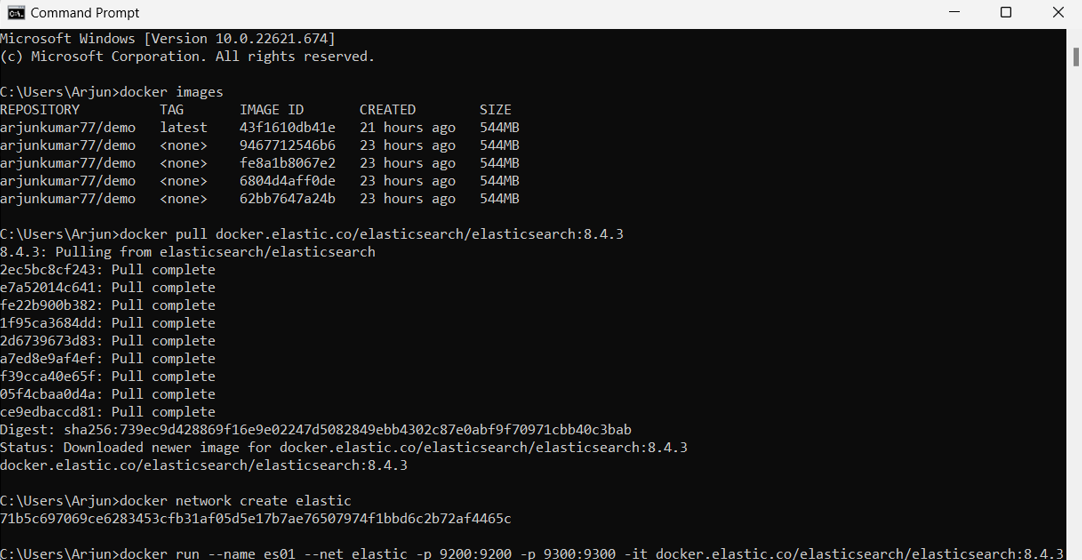 Command Prompt
Microsoft Windows [Version 10.0.22621.674]
(c) Microsoft Corporation. All rights reserved.
C:\Users\Arjun>docker images
REPOSITORY TAG IMAGE ID CREATED SIZE
arjunkumar77/demo latest 43f1610db41e 21 hours ago 544MB
arjunkumar77/demo <none> 9467712546b6 23 hours ago 544MB
arjunkumar77/demo <none> fe8a1b8067e2 23 hours ago 544MB
arjunkumar77/demo <none> 6804d4aff0de 23 hours ago 544MB
arjunkumar77/demo <none> 62bb7647a24b 23 hours ago 544MB
C:\Users\Arjun>docker pull docker.elastic.co/elasticsearch/elasticsearch:8.4.3
8.4.3: Pulling from elasticsearch/elasticsearch
2ec5bc8cf243: Pull complete
e7a52014c641: Pull complete
fe22b900b382: Pull complete
1f95ca3684dd: Pull complete
2d6739673d83: Pull complete
a7ed8e9af4ef: Pull complete
f39cca40e65f: Pull complete
05f4cbaa0d4a: Pull complete
ce9edbaccd81: Pull complete
Digest: sha256:739ec9d428869f16e9e02247d5082849ebb4302c87e0abf9f70971cbb40c3bab
Status: Downloaded newer image for docker.elastic.co/elasticsearch/elasticsearch:8.4.3
docker.elastic.co/elasticsearch/elasticsearch:8.4.3
C:\Users\Arjun>docker network create elastic
71b5c697069ce6283453cfb31af05d5e17b7ae76507974f1bbd6c2b72af4465c
C:\Users\Arjun>docker run --name es01 --net elastic -p 9200:9200 -p 9300:9300 -it docker.elastic.co/elasticsearch/elasticsearch:8.4.3